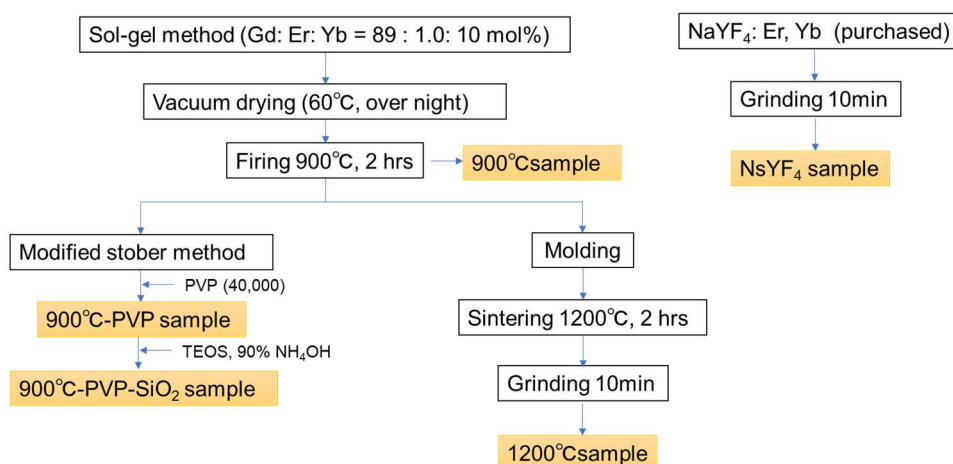 Sol-gel method (Gd: Er: Yb = 89 : 1.0: 10 mol%)
Vacuum drying (60℃, over night)
Firing 900℃, 2 hrs
900℃sample
Modified stober method
PVP (40,000)
900℃-PVP sample
TEOS, 90% NH₄OH
900℃-PVP-SiO₂ sample
Molding
Sintering 1200℃, 2 hrs
Grinding 10min
1200℃sample
NaYF₄: Er, Yb (purchased)
Grinding 10min
NsYF₄ sample